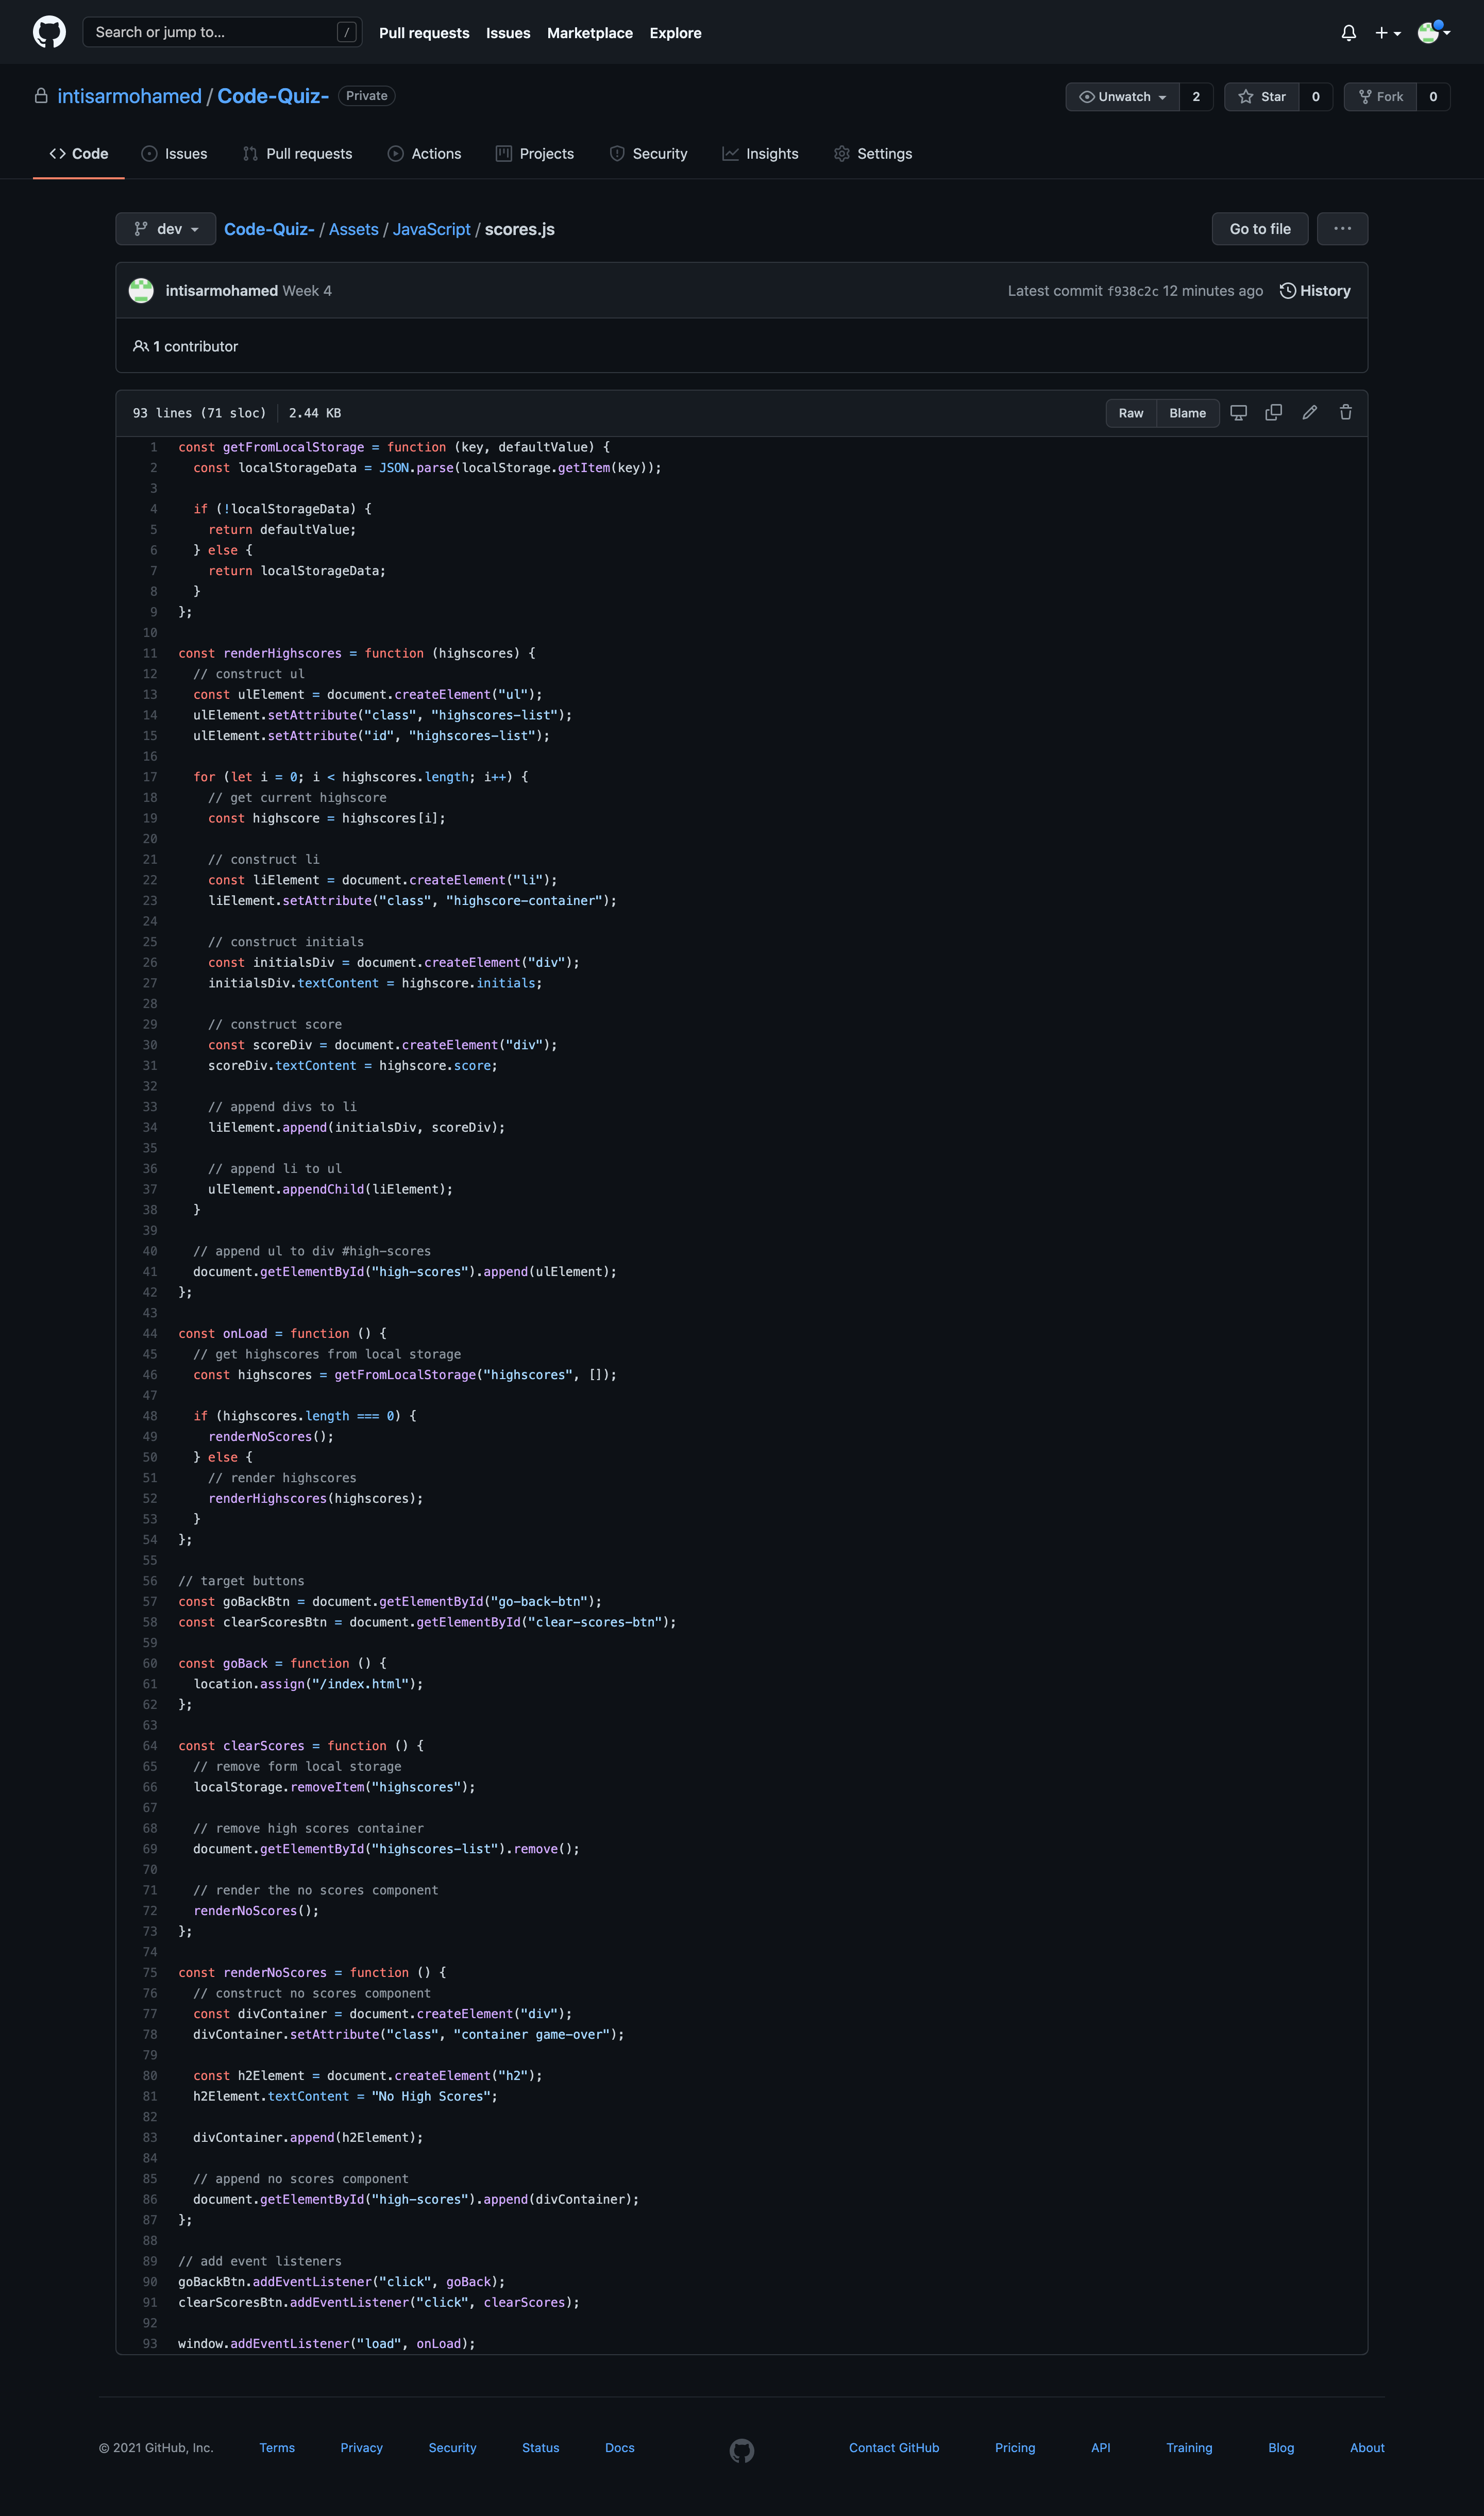 Search or jump to... /
Pull requests Issues Marketplace Explore
intisarmohamed / Code-Quiz- Private
Unwatch 2 Star 0 Fork 0
Code Issues Pull requests Actions Projects Security Insights Settings
dev Code-Quiz- / Assets / JavaScript / scores.js Go to file ...
intisarmohamed Week 4 Latest commit f938c2c 12 minutes ago History
1 contributor
93 lines (71 sloc) 2.44 KB Raw Blame
1 const getFromLocalStorage = function (key, defaultValue) {
2   const localStorageData = JSON.parse(localStorage.getItem(key));
3
4   if (!localStorageData) {
5     return defaultValue;
6   } else {
7     return localStorageData;
8   }
9 };
10
11 const renderHighscores = function (highscores) {
12   // construct ul
13   const ulElement = document.createElement("ul");
14   ulElement.setAttribute("class", "highscores-list");
15   ulElement.setAttribute("id", "highscores-list");
16
17   for (let i = 0; i < highscores.length; i++) {
18     // get current highscore
19     const highscore = highscores[i];
20
21     // construct li
22     const liElement = document.createElement("li");
23     liElement.setAttribute("class", "highscore-container");
24
25     // construct initials
26     const initialsDiv = document.createElement("div");
27     initialsDiv.textContent = highscore.initials;
28
29     // construct score
30     const scoreDiv = document.createElement("div");
31     scoreDiv.textContent = highscore.score;
32
33     // append divs to li
34     liElement.append(initialsDiv, scoreDiv);
35
36     // append li to ul
37     ulElement.appendChild(liElement);
38   }
39
40   // append ul to div #high-scores
41   document.getElementById("high-scores").append(ulElement);
42 };
43
44 const onLoad = function () {
45   // get highscores from local storage
46   const highscores = getFromLocalStorage("highscores", []);
47
48   if (highscores.length === 0) {
49     renderNoScores();
50   } else {
51     // render highscores
52     renderHighscores(highscores);
53   }
54 };
55
56 // target buttons
57 const goBackBtn = document.getElementById("go-back-btn");
58 const clearScoresBtn = document.getElementById("clear-scores-btn");
59
60 const goBack = function () {
61   location.assign("/index.html");
62 };
63
64 const clearScores = function () {
65   // remove form local storage
66   localStorage.removeItem("highscores");
67
68   // remove high scores container
69   document.getElementById("highscores-list").remove();
70
71   // render the no scores component
72   renderNoScores();
73 };
74
75 const renderNoScores = function () {
76   // construct no scores component
77   const divContainer = document.createElement("div");
78   divContainer.setAttribute("class", "container game-over");
79
80   const h2Element = document.createElement("h2");
81   h2Element.textContent = "No High Scores";
82
83   divContainer.append(h2Element);
84
85   // append no scores component
86   document.getElementById("high-scores").append(divContainer);
87 };
88
89 // add event listeners
90 goBackBtn.addEventListener("click", goBack);
91 clearScoresBtn.addEventListener("click", clearScores);
92
93 window.addEventListener("load", onLoad);
© 2021 GitHub, Inc. Terms Privacy Security Status Docs Contact GitHub Pricing API Training Blog About